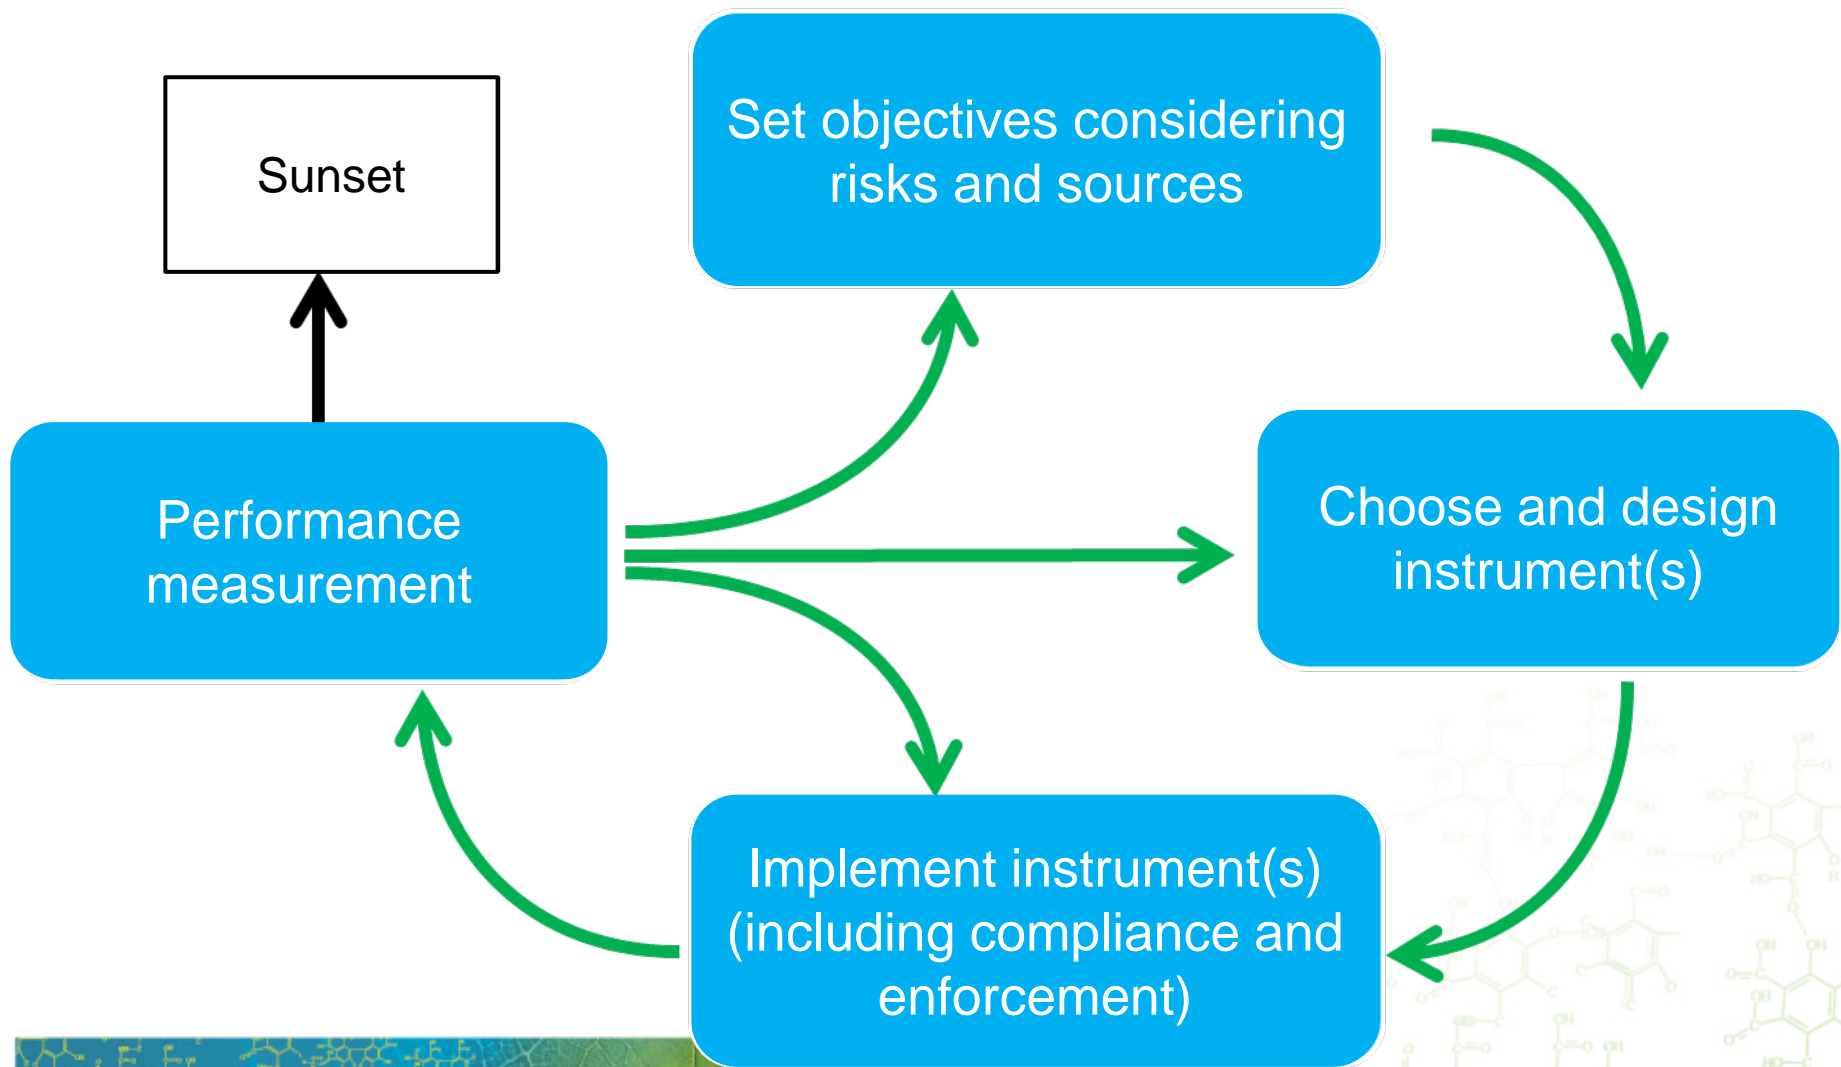 Set objectives considering
risks and sources
Sunset
Performance
measurement
Choose and design
instrument(s)
Implement instrument(s)
(including compliance and
enforcement)